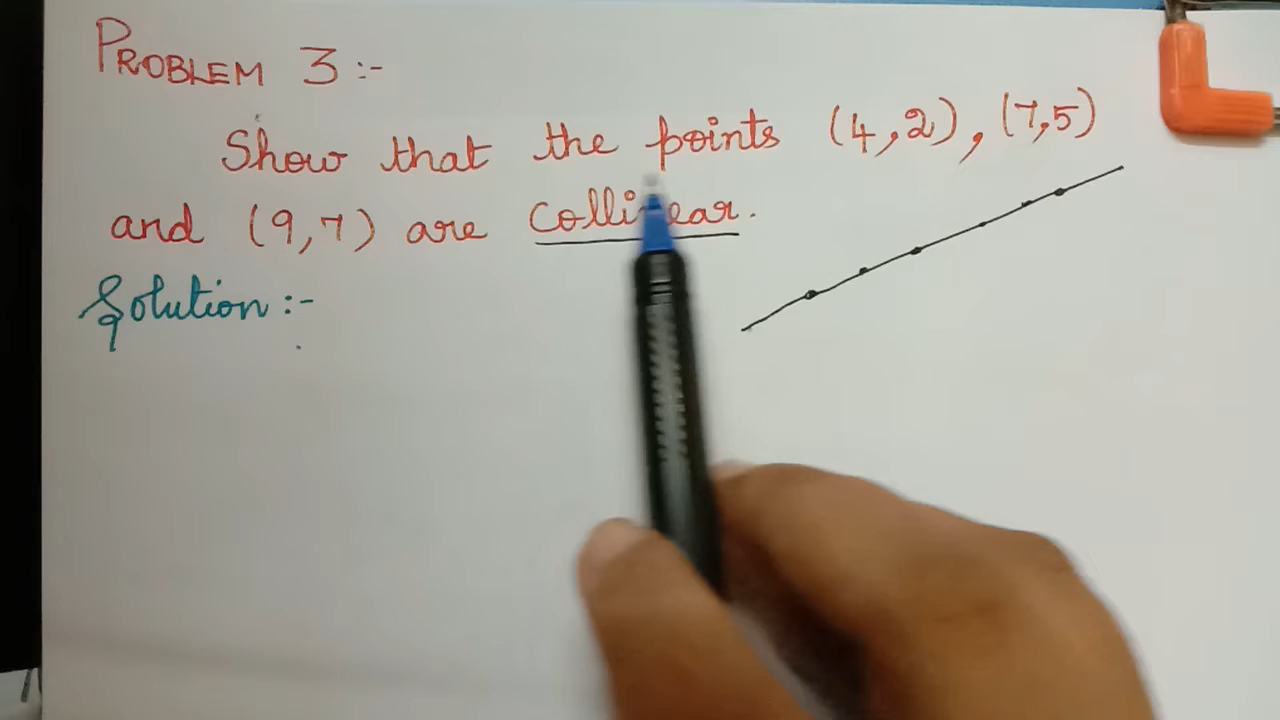 PROBLEM 3 :-
Show that the points (4,2), (7,5)
and (9,7) are collinear.
Solution :-